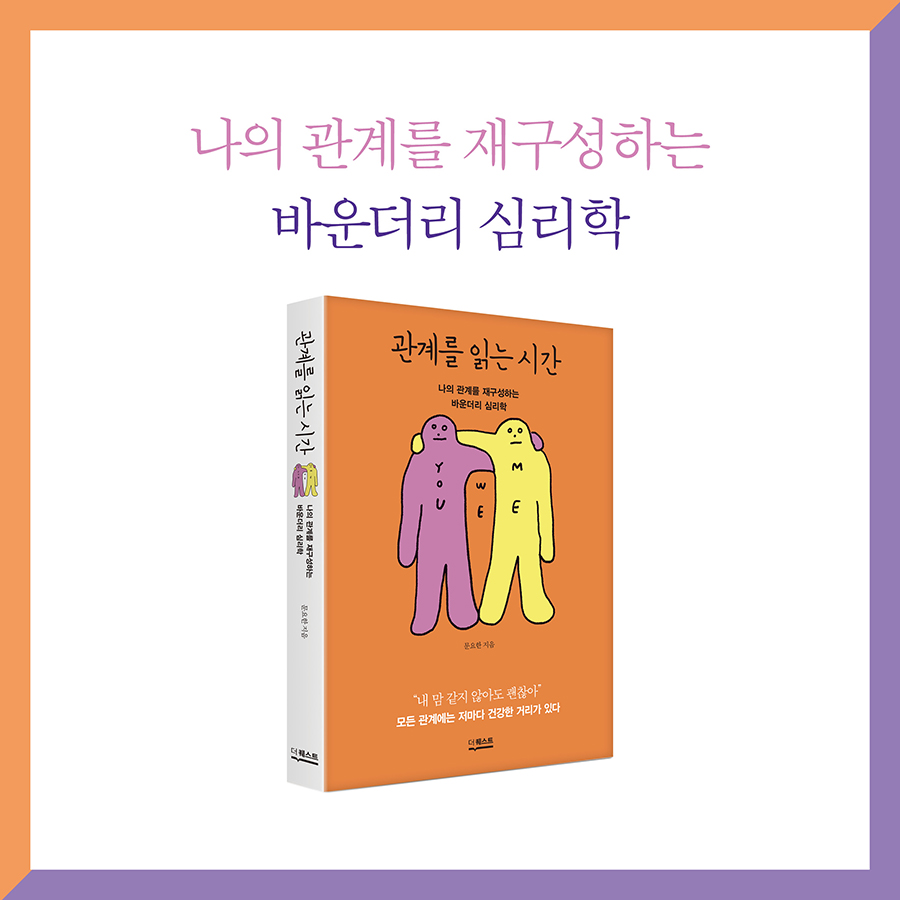 나의 관계를 재구성하는
바운더리 심리학
관계를 읽는 시간
나의 관계를 재구성하는
바운더리 심리학
문요한 지음
더퀘스트
관계를 읽는 시간
나의 관계를 재구성하는
바운더리 심리학
YOU
WE
ME
문요한 지음
“내 맘 같지 않아도 괜찮아”
모든 관계에는 저마다 건강한 거리가 있다
더퀘스트